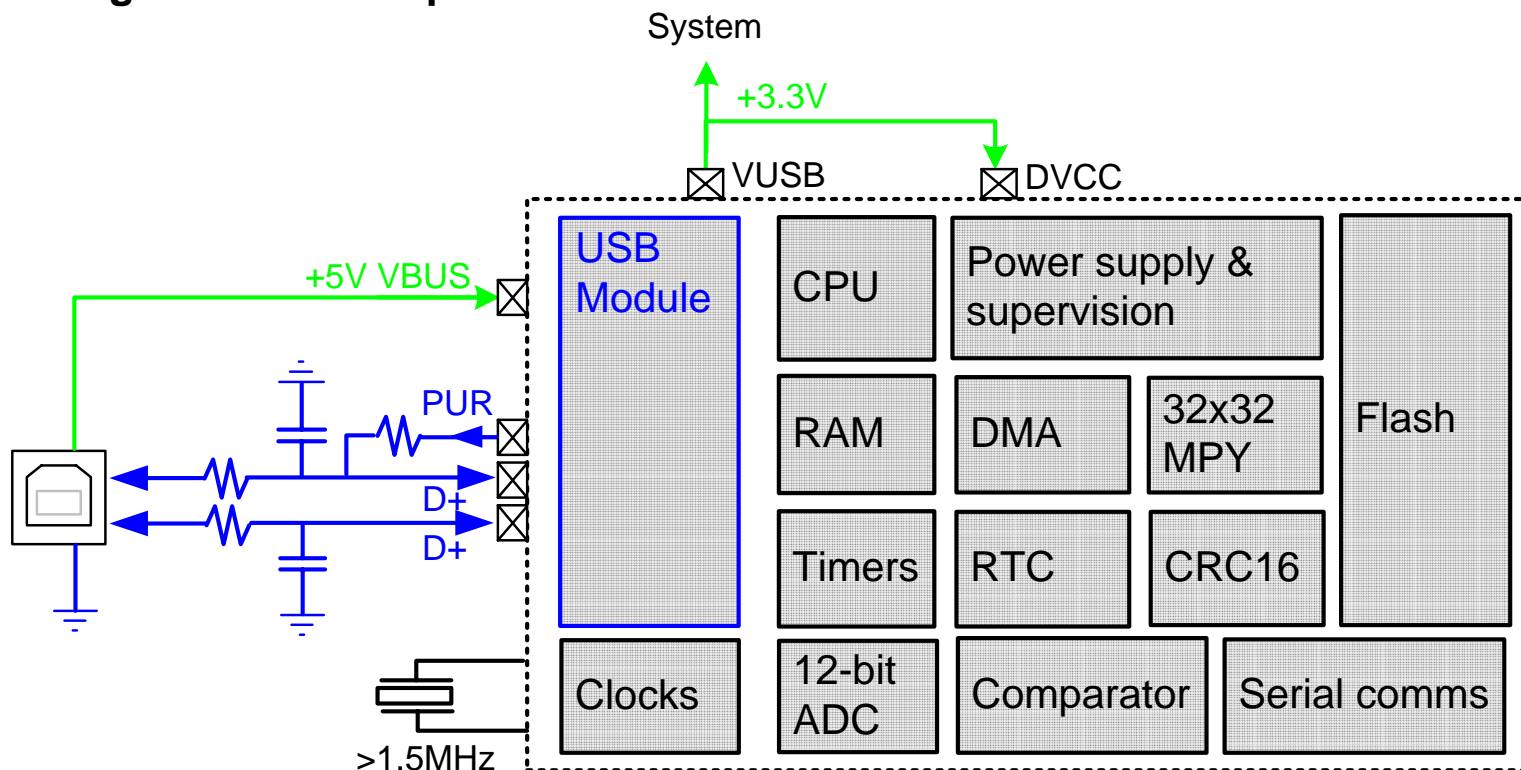 System
+3.3V
VUSB
DVCC
+5V VBUS
USB
Module
CPU
Power supply &
supervision
Flash
PUR
RAM
DMA
32x32
MPY
D+
D+
Timers
RTC
CRC16
Clocks
12-bit
ADC
Comparator
Serial comms
>1.5MHz